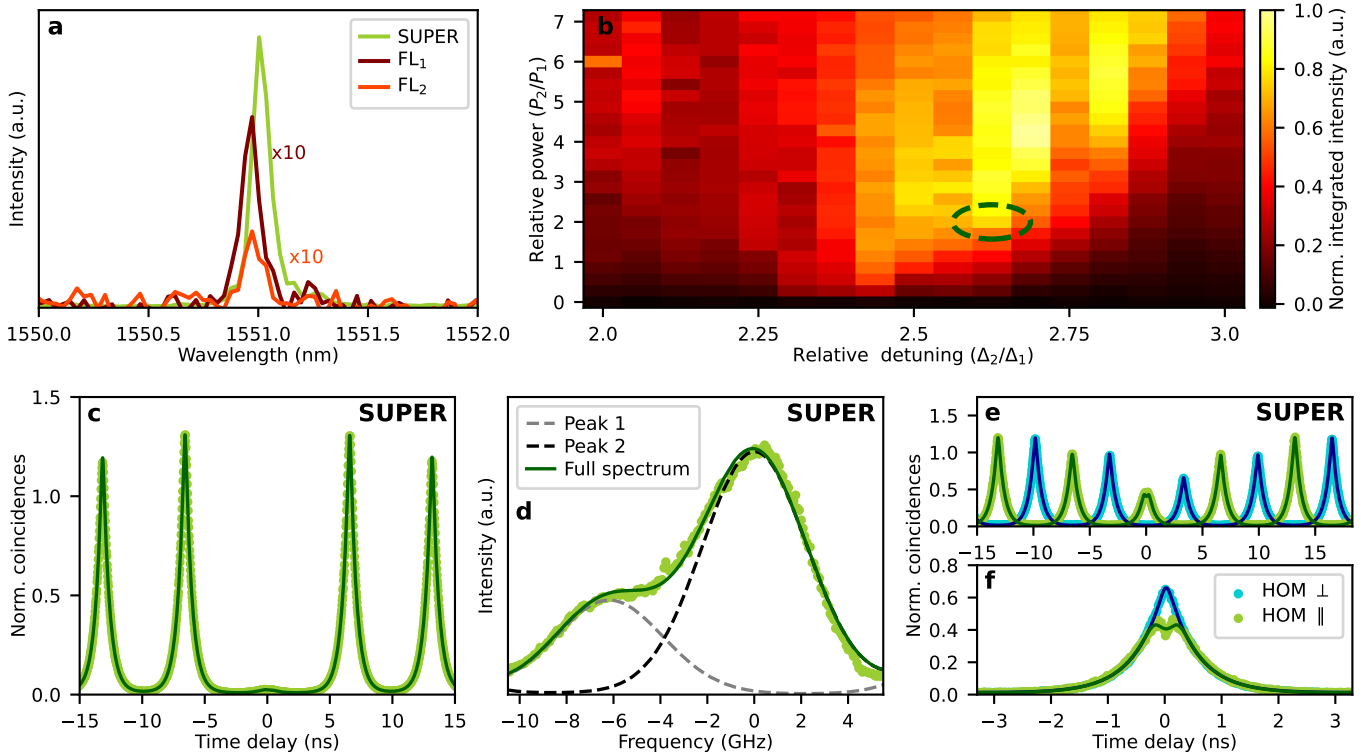 a
SUPER
FL₁
FL₂
x10
x10
Intensity (a.u.)
1550.0 1550.5 1551.0 1551.5 1552.0
Wavelength (nm)
b
7
6
5
4
3
2
1
0
Relative power (P₂/P₁)
2.0 2.25 2.5 2.75 3.0
Relative detuning (Δ₂/Δ₁)
1.0
0.8
0.6
0.4
0.2
0.0
Norm. integrated intensity (a.u.)
c
SUPER
1.5
1.0
0.5
0.0
Norm. coincidences
−15 −10 −5 0 5 10 15
Time delay (ns)
d
SUPER
Peak 1
Peak 2
Full spectrum
Intensity (a.u.)
−10 −8 −6 −4 −2 0 2 4
Frequency (GHz)
e
SUPER
1.5
1.0
0.5
0.0
−15 −10 −5 0 5 10 15
Norm. coincidences
f
HOM ⊥
HOM ∥
0.8
0.6
0.4
0.2
0.0
−3 −2 −1 0 1 2 3
Time delay (ns)